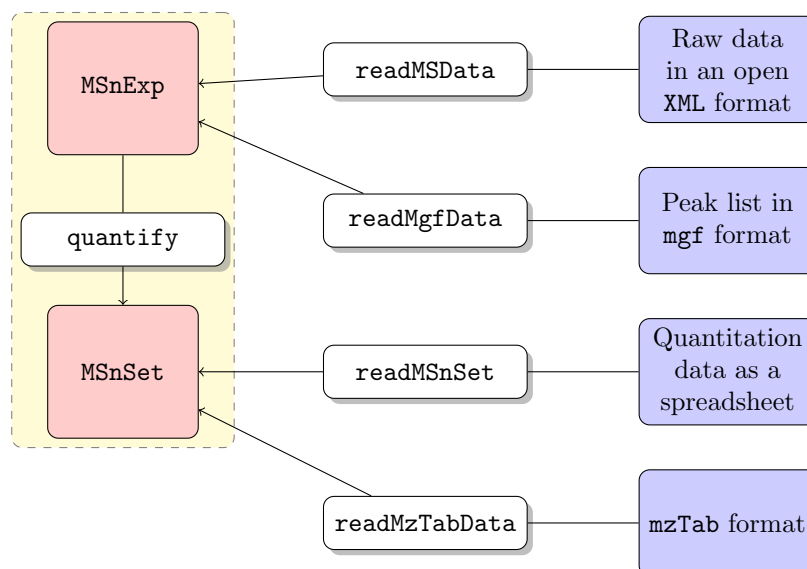 MSnExp
readMSData
Raw data
in an open
XML format
readMgfData
Peak list in
mgf format
quantify
MSnSet
readMSnSet
Quantitation
data as a
spreadsheet
readMzTabData
mzTab format